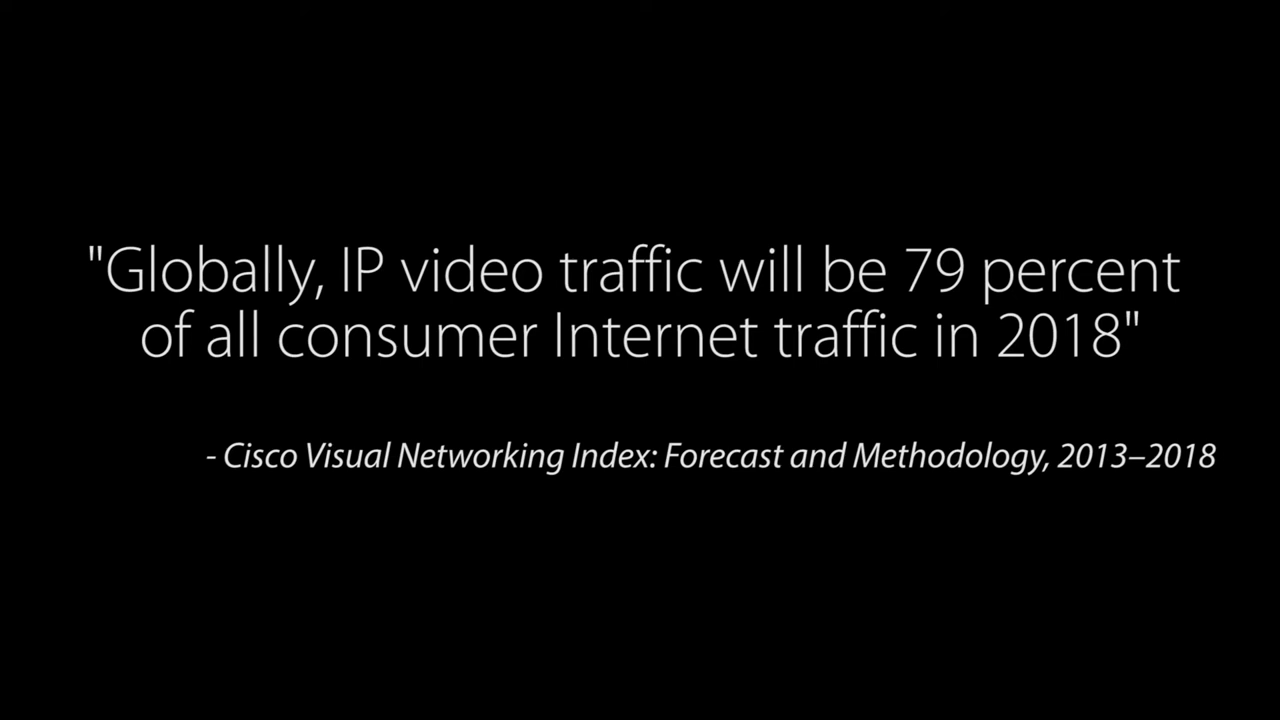 "Globally, IP video traffic will be 79 percent
of all consumer Internet traffic in 2018"
- Cisco Visual Networking Index: Forecast and Methodology, 2013–2018